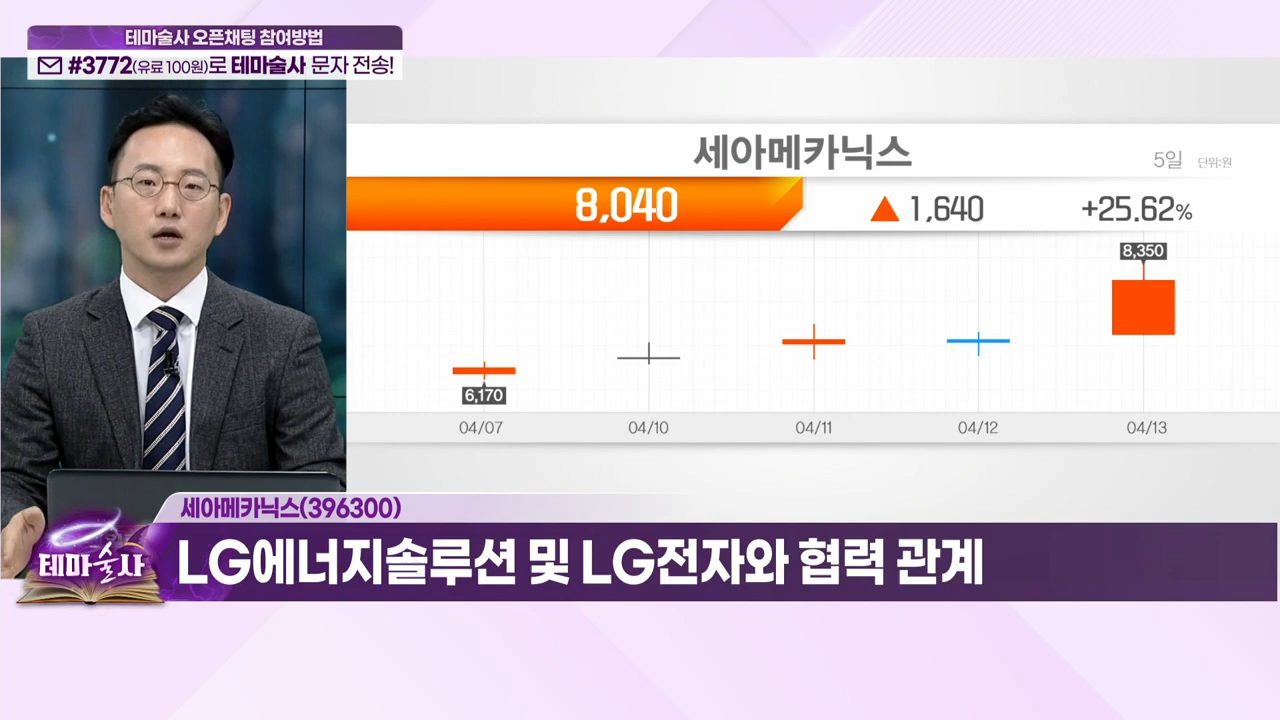 테마술사 오픈채팅 참여방법
#3772(유료 100원)로 테마술사 문자 전송!
세아메카닉스
5일 단위:원
8,040 ▲ 1,640 +25.62%
8,350
6,170
04/07 04/10 04/11 04/12 04/13
세아메카닉스(396300)
테마술사
LG에너지솔루션 및 LG전자와 협력 관계